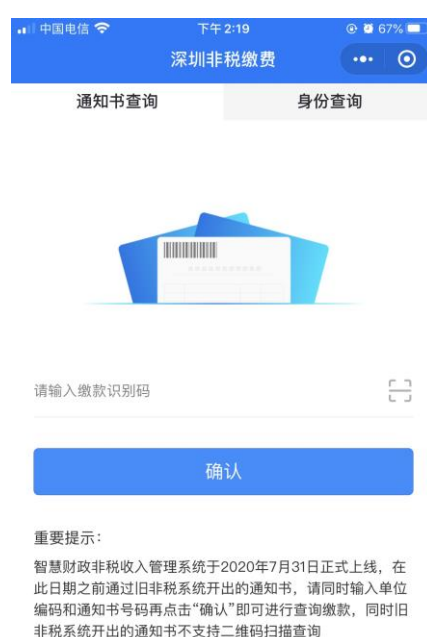 中国电信 下午2:19 67%
深圳非税缴费
通知书查询 身份查询
请输入缴款识别码
确认
重要提示：
智慧财政非税收入管理系统于2020年7月31日正式上线，在
此日期之前通过旧非税系统开出的通知书，请同时输入单位
编码和通知书号码再点击“确认”即可进行查询缴款，同时旧
非税系统开出的通知书不支持二维码扫描查询